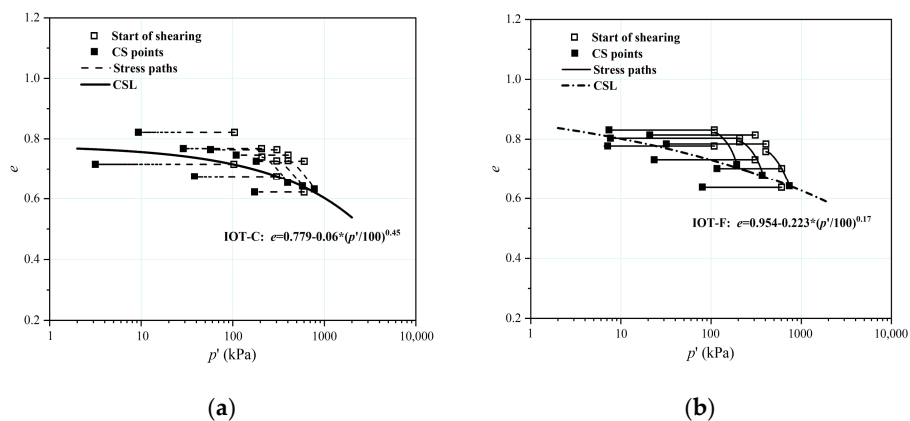 1.2
1.0
0.8
0.6
0.4
0.2
e
Start of shearing
CS points
Stress paths
CSL
IOT-C: e=0.779-0.06*(p'/100)^0.45
1 10 100 1000 10,000
p' (kPa)
(a)
1.2
1.0
0.8
0.6
0.4
0.2
e
Start of shearing
CS points
Stress paths
CSL
IOT-F: e=0.954-0.223*(p'/100)^0.17
1 10 100 1000 10,000
p' (kPa)
(b)